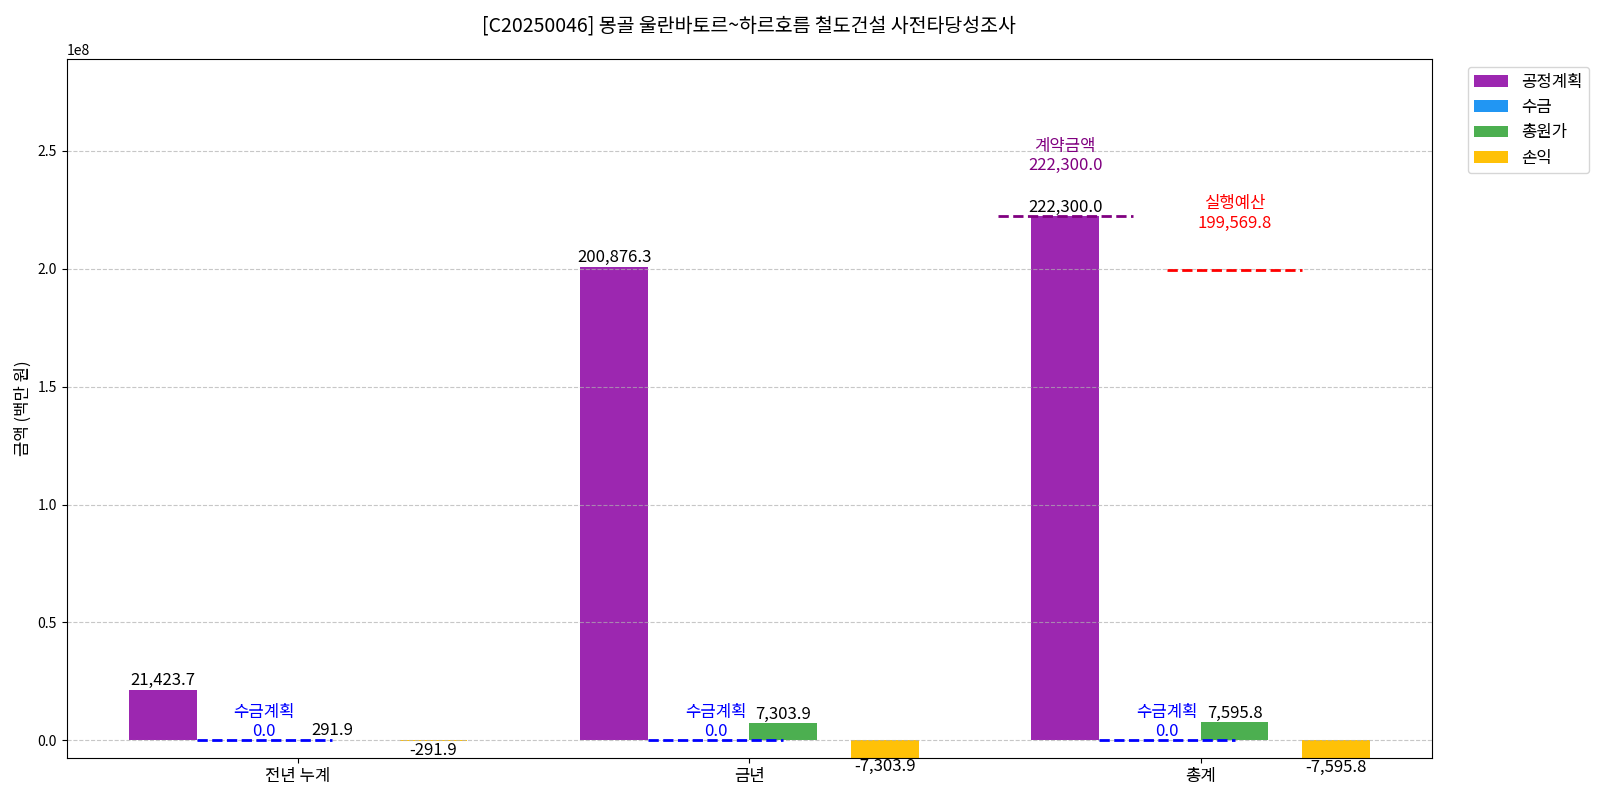 [C20250046] 몽골 울란바토르~하르호름 철도건설 사전타당성조사
1e8
공정계획
수금
총원가
손익
금액 (백만 원)
2.5
2.0
1.5
1.0
0.5
0.0
계약금액
222,300.0
222,300.0
실행예산
199,569.8
200,876.3
21,423.7
수금계획
0.0
291.9
-291.9
수금계획
0.0
7,303.9
-7,303.9
수금계획
0.0
7,595.8
-7,595.8
전년 누계
금년
총계